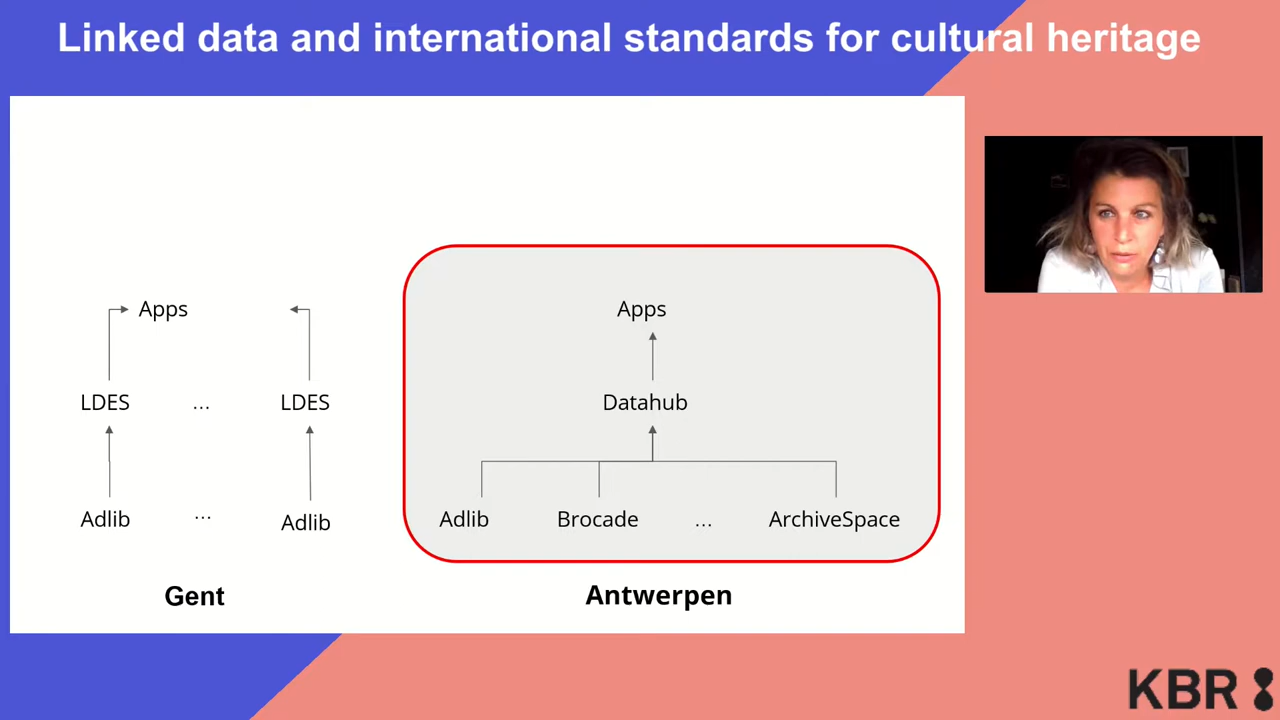 Linked data and international standards for cultural heritage
Apps
LDES ... LDES
Adlib ... Adlib
Gent
Apps
Datahub
Adlib Brocade ... ArchiveSpace
Antwerpen
KBR